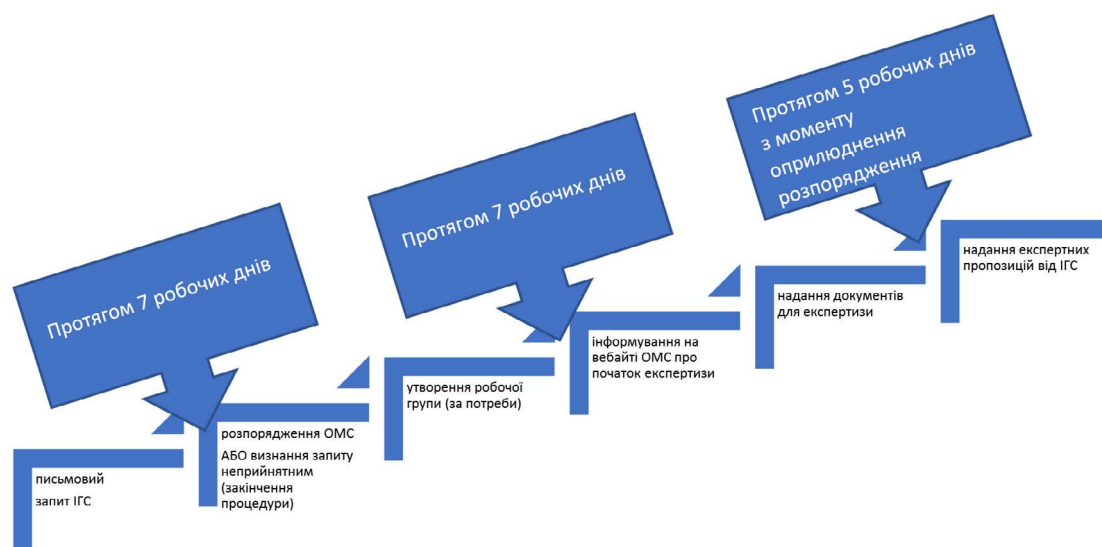 Протягом 7 робочих днів
Протягом 7 робочих днів
Протягом 5 робочих днів
з моменту
оприлюднення
розпорядження
письмовий
запит ІГС
розпорядження ОМС
АБО визнання запиту
неприйнятним
(закінчення
процедури)
утворення робочої
групи (за потреби)
інформування на
вебайті ОМС про
початок експертизи
надання документів
для експертизи
надання експертних
пропозицій від ІГС